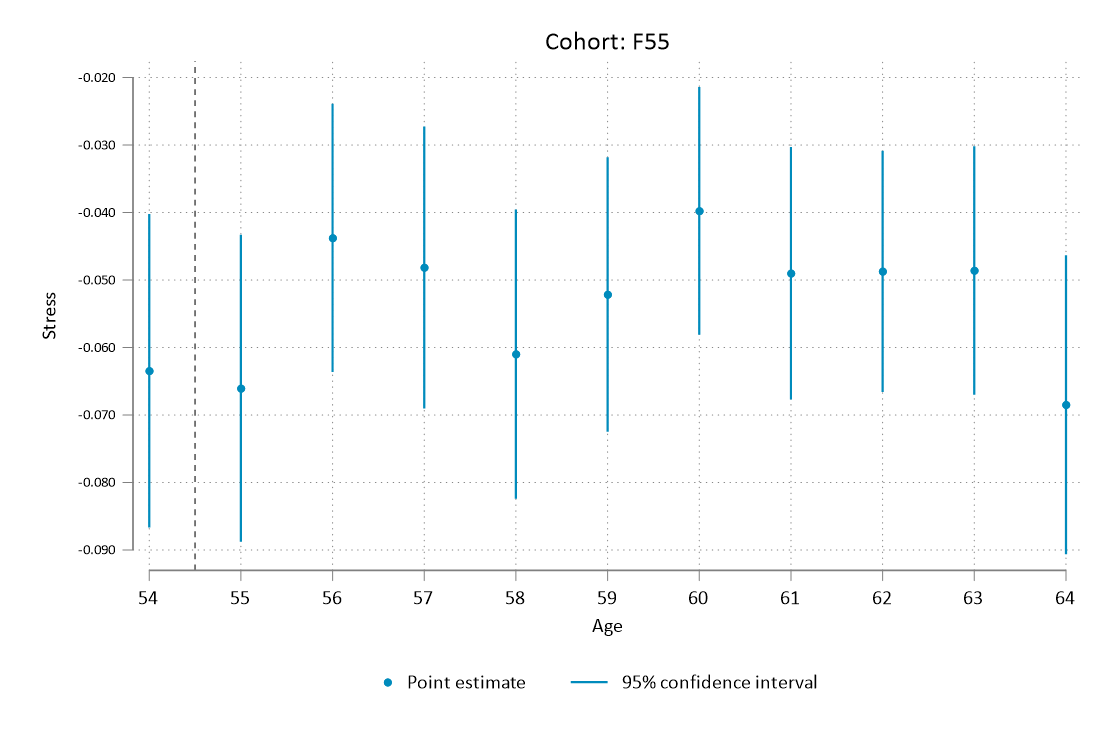 Cohort: F55
-0.020
-0.030
-0.040
-0.050
-0.060
-0.070
-0.080
-0.090
Stress
54 55 56 57 58 59 60 61 62 63 64
Age
Point estimate 95% confidence interval